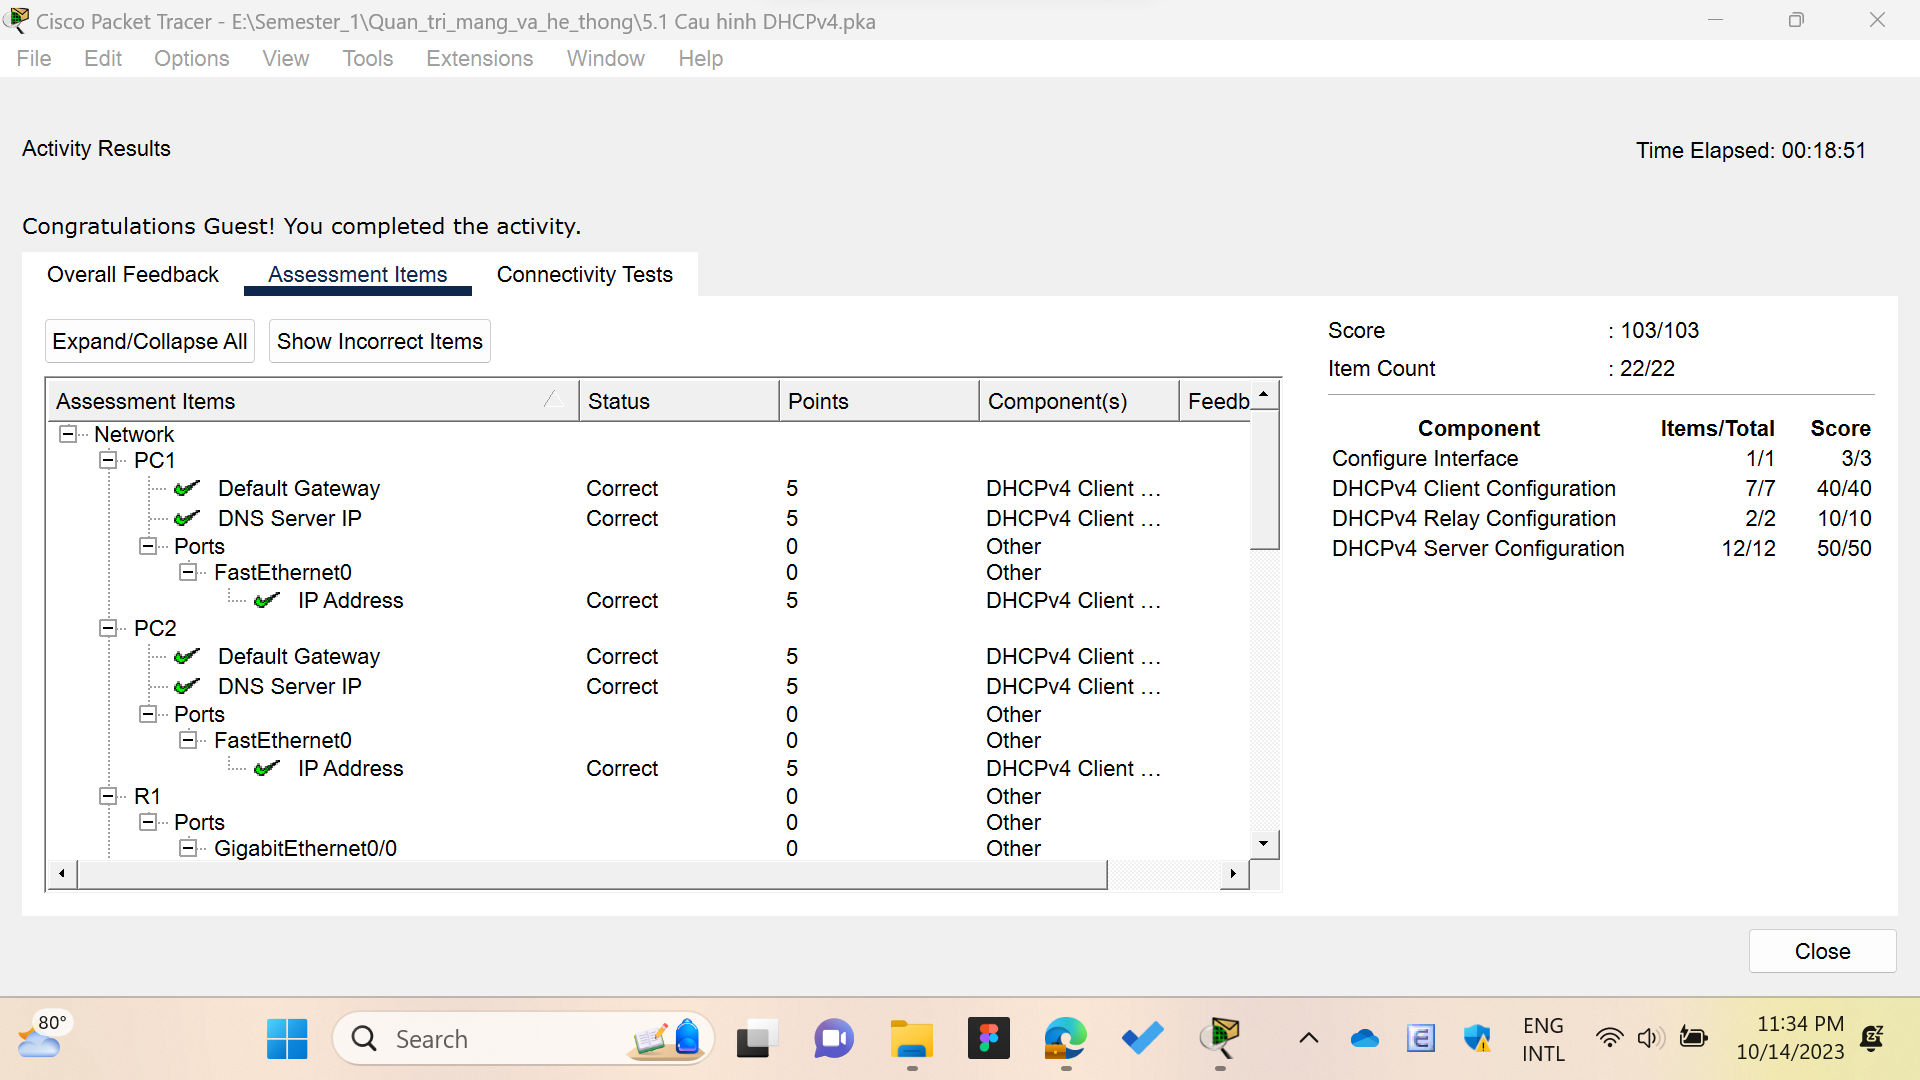 Cisco Packet Tracer - E:\Semester_1\Quan_tri_mang_va_he_thong\5.1 Cau hinh DHCPv4.pka
File Edit Options View Tools Extensions Window Help
Activity Results
Time Elapsed: 00:18:51
Congratulations Guest! You completed the activity.
Overall Feedback Assessment Items Connectivity Tests
Expand/Collapse All Show Incorrect Items
Assessment Items Status Points Component(s) Feedb
Network
PC1
Default Gateway Correct 5 DHCPv4 Client ...
DNS Server IP Correct 5 DHCPv4 Client ...
Ports 0 Other
FastEthernet0 0 Other
IP Address Correct 5 DHCPv4 Client ...
PC2
Default Gateway Correct 5 DHCPv4 Client ...
DNS Server IP Correct 5 DHCPv4 Client ...
Ports 0 Other
FastEthernet0 0 Other
IP Address Correct 5 DHCPv4 Client ...
R1 0 Other
Ports 0 Other
GigabitEthernet0/0 0 Other
Score : 103/103
Item Count : 22/22
Component Items/Total Score
Configure Interface 1/1 3/3
DHCPv4 Client Configuration 7/7 40/40
DHCPv4 Relay Configuration 2/2 10/10
DHCPv4 Server Configuration 12/12 50/50
Close
80°
Search
ENG
INTL
11:34 PM
10/14/2023